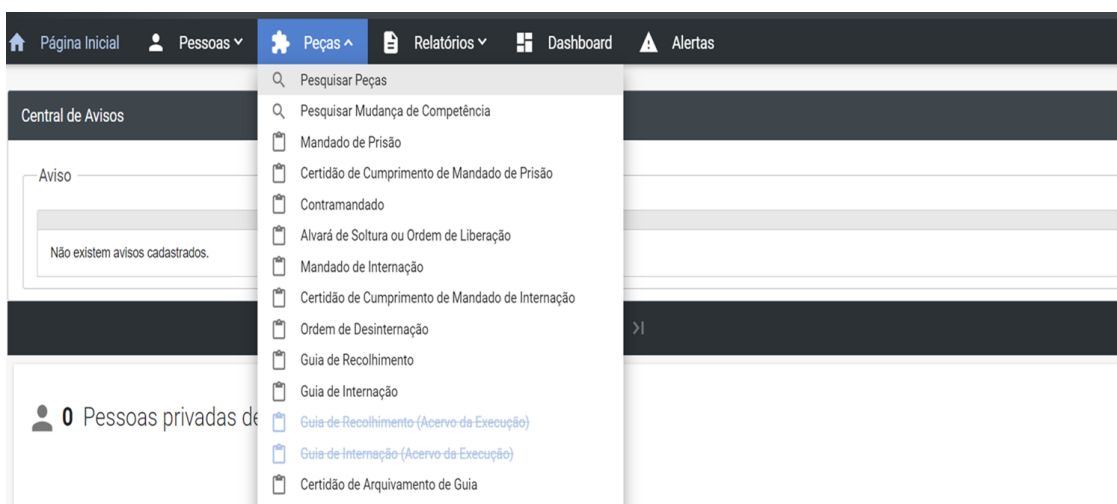 Página Inicial Pessoas Peças Relatórios Dashboard Alertas
Pesquisar Peças
Pesquisar Mudança de Competência
Central de Avisos
Mandado de Prisão
Certidão de Cumprimento de Mandado de Prisão
Aviso
Contramandado
Alvará de Soltura ou Ordem de Liberação
Não existem avisos cadastrados.
Mandado de Internação
Certidão de Cumprimento de Mandado de Internação
Ordem de Desinternação
Guia de Recolhimento
Guia de Internação
0 Pessoas privadas de
Guia de Recolhimento (Acervo da Execução)
Guia de Internação (Acervo da Execução)
Certidão de Arquivamento de Guia